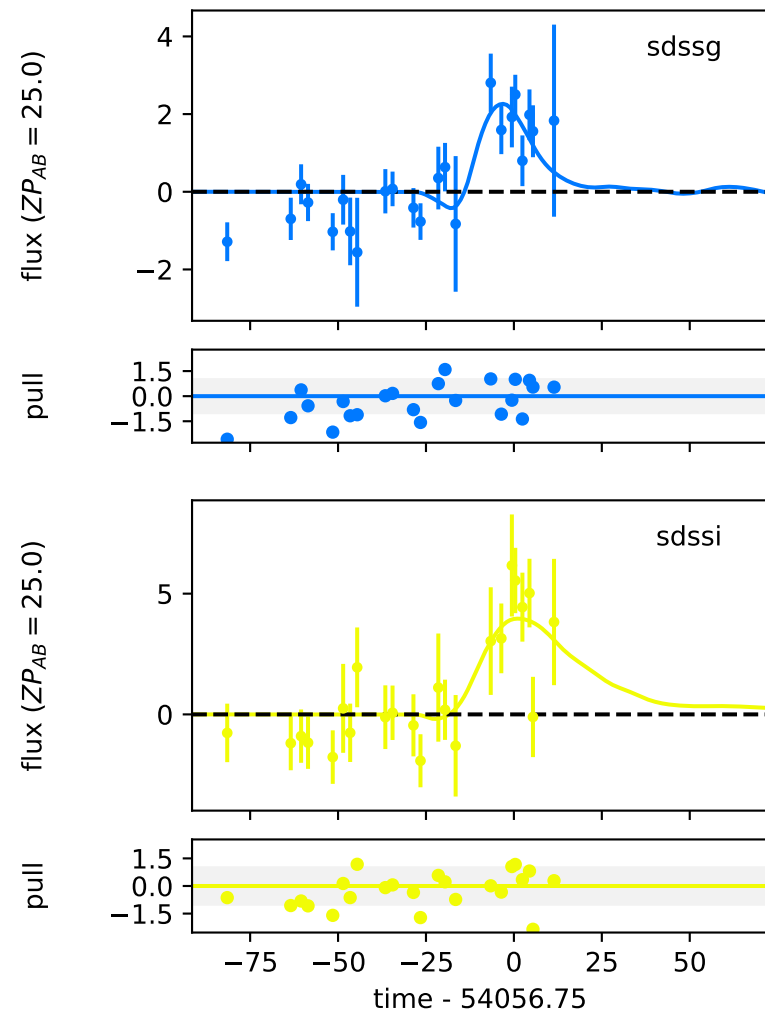 sdssg
flux (ZP_AB = 25.0)
4
2
0
−2
pull
1.5
0.0
−1.5
sdssi
flux (ZP_AB = 25.0)
5
0
pull
1.5
0.0
−1.5
−75 −50 −25 0 25 50
time - 54056.75